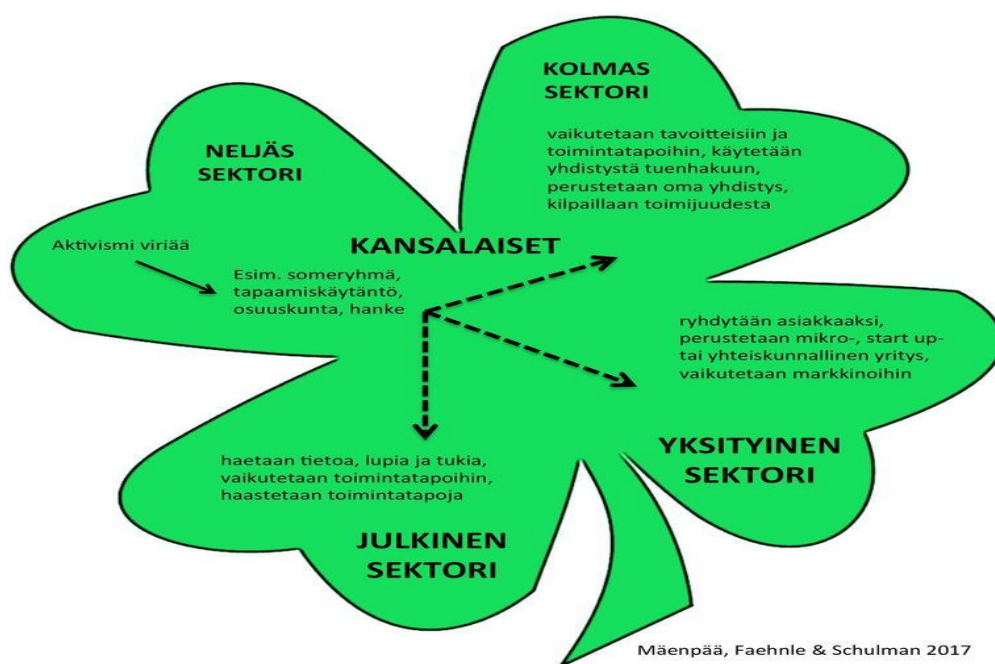 KOLMAS
SEKTORI
vaikutetaan tavoitteisiin ja
toimintatapoihin, käytetään
yhdistystä tuenhakuun,
perustetaan oma yhdistys,
kilpaillaan toimijuudesta
NELJÄS
SEKTORI
Aktivismi viriää
KANSALAISET
Esim. someryhmä,
tapaamiskäytäntö,
osuuskunta, hanke
ryhdytään asiakkaaksi,
perustetaan mikro-, start up-
tai yhteiskunnallinen yritys,
vaikutetaan markkinoihin
YKSITYINEN
SEKTORI
haetaan tietoa, lupia ja tukia,
vaikutetaan toimintatapoihin,
haastetaan toimintatapoja
JULKINEN
SEKTORI
Mäenpää, Faehnle & Schulman 2017